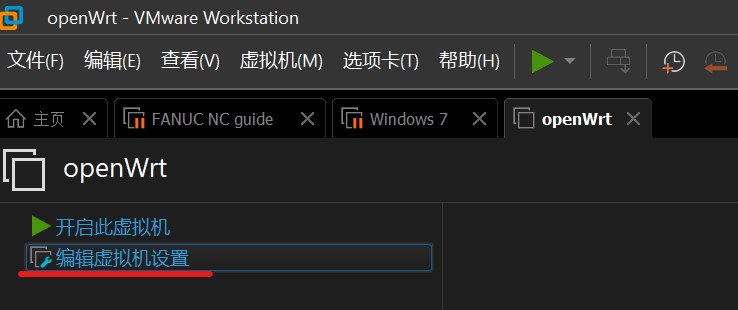 openWrt - VMware Workstation
文件(F) 编辑(E) 查看(V) 虚拟机(M) 选项卡(T) 帮助(H)
主页 FANUC NC guide Windows 7 openWrt
openWrt
开启此虚拟机
编辑虚拟机设置